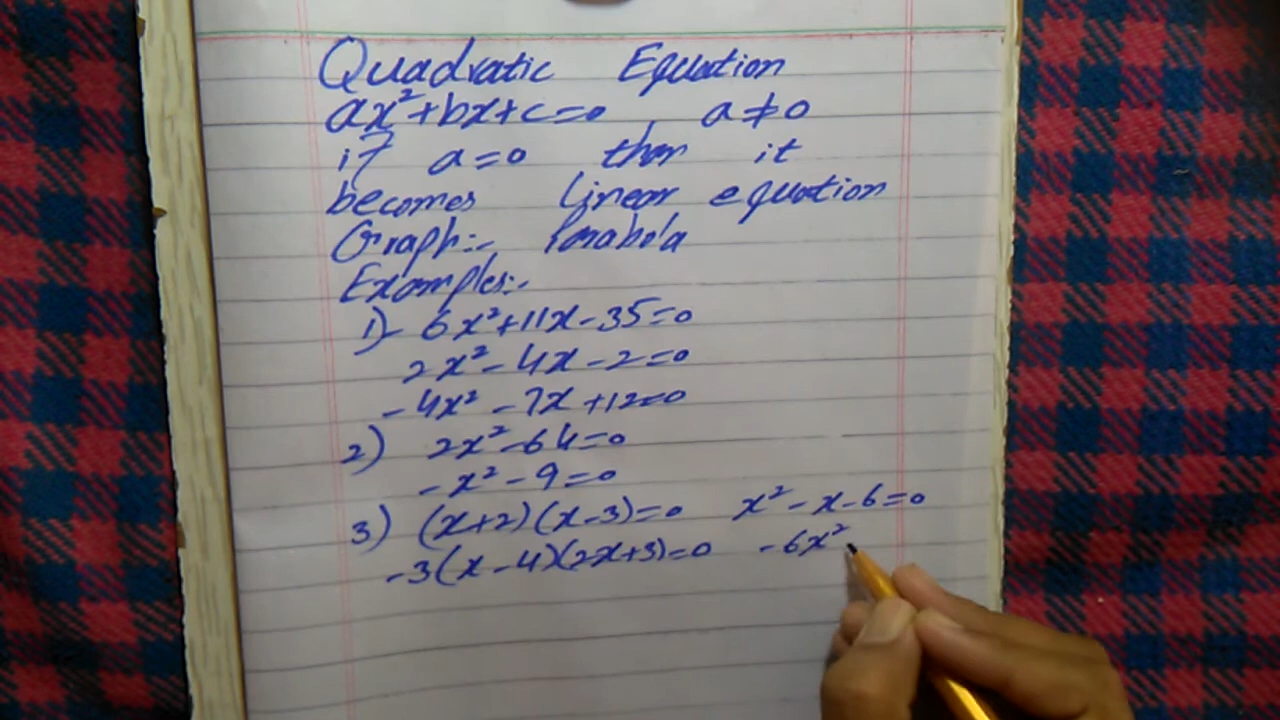 Quadratic Equation
ax²+bx+c=0 a≠0
if a=0 then it
becomes linear equation
Graph:- Parabola
Examples:-
1) 6x²+11x-35=0
2x²-4x-2=0
-4x²-7x+12=0
2) 2x²-64=0
-x²-9=0
3) (x+2)(x-3)=0 x²-x-6=0
-3(x-4)(2x+3)=0 -6x²